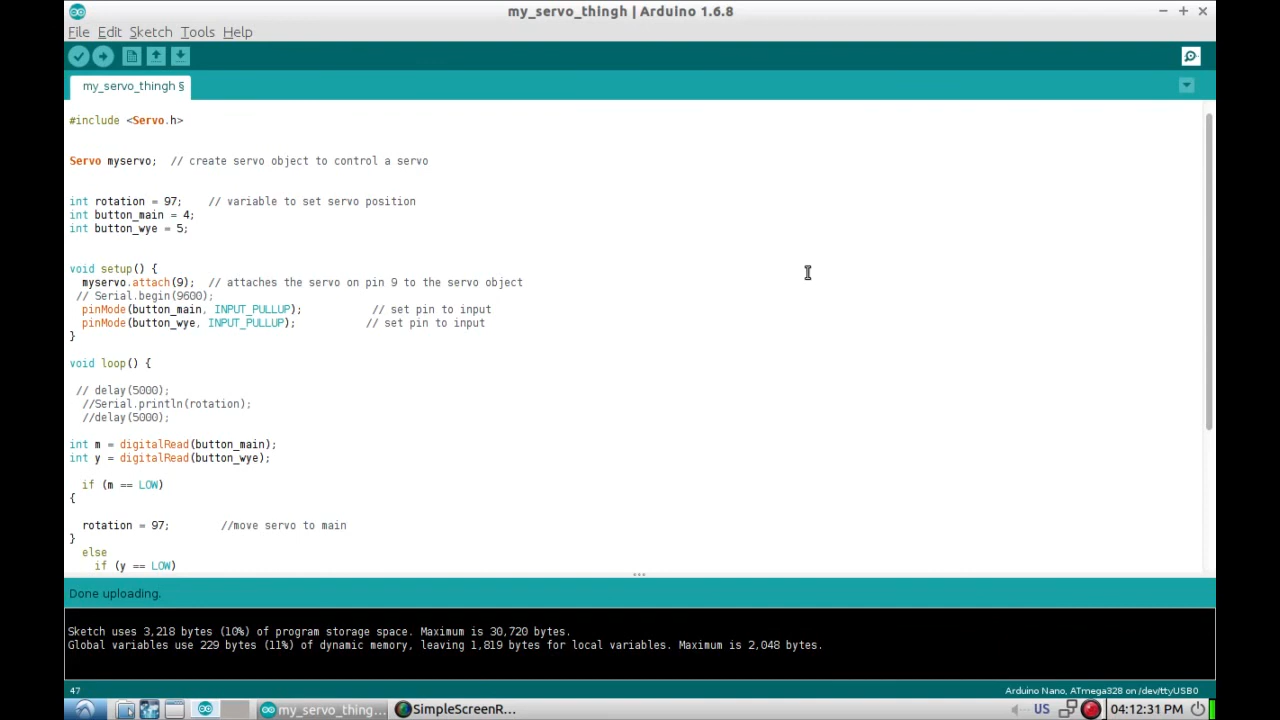 my_servo_thingh | Arduino 1.6.8
File Edit Sketch Tools Help
my_servo_thingh §
#include <Servo.h>
Servo myservo;  // create servo object to control a servo
int rotation = 97;    // variable to set servo position
int button_main = 4;
int button_wye = 5;
void setup() {
  myservo.attach(9);  // attaches the servo on pin 9 to the servo object
 // Serial.begin(9600);
  pinMode(button_main, INPUT_PULLUP);           // set pin to input
  pinMode(button_wye, INPUT_PULLUP);           // set pin to input
}
void loop() {
 // delay(5000);
  //Serial.println(rotation);
  //delay(5000);
int m = digitalRead(button_main);
int y = digitalRead(button_wye);
  if (m == LOW)
{
  rotation = 97;        //move servo to main
}
  else
    if (y == LOW)
Done uploading.
Sketch uses 3,218 bytes (10%) of program storage space. Maximum is 30,720 bytes.
Global variables use 229 bytes (11%) of dynamic memory, leaving 1,819 bytes for local variables. Maximum is 2,048 bytes.
47 Arduino Nano, ATmega328 on /dev/ttyUSB0
my_servo_thing... SimpleScreenR... US 04:12:31 PM